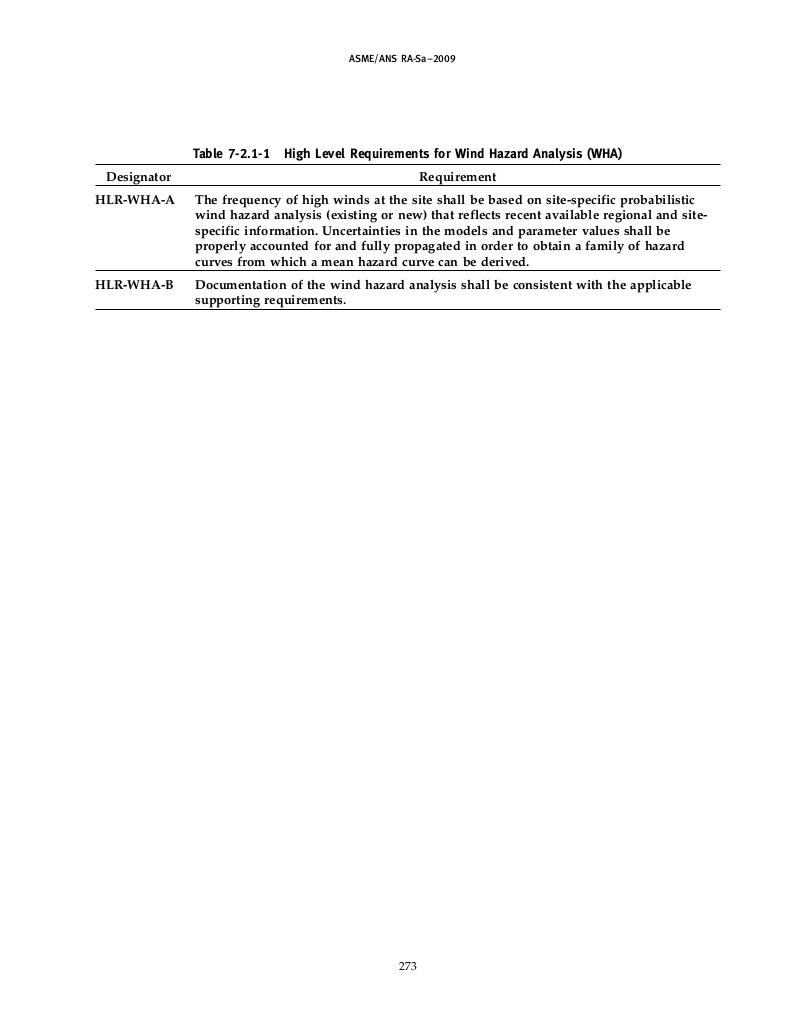 ASME/ANS RA-Sa–2009
Table 7-2.1-1 High Level Requirements for Wind Hazard Analysis (WHA)
Designator Requirement
HLR-WHA-A The frequency of high winds at the site shall be based on site-specific probabilistic
wind hazard analysis (existing or new) that reflects recent available regional and site-
specific information. Uncertainties in the models and parameter values shall be
properly accounted for and fully propagated in order to obtain a family of hazard
curves from which a mean hazard curve can be derived.
HLR-WHA-B Documentation of the wind hazard analysis shall be consistent with the applicable
supporting requirements.
273